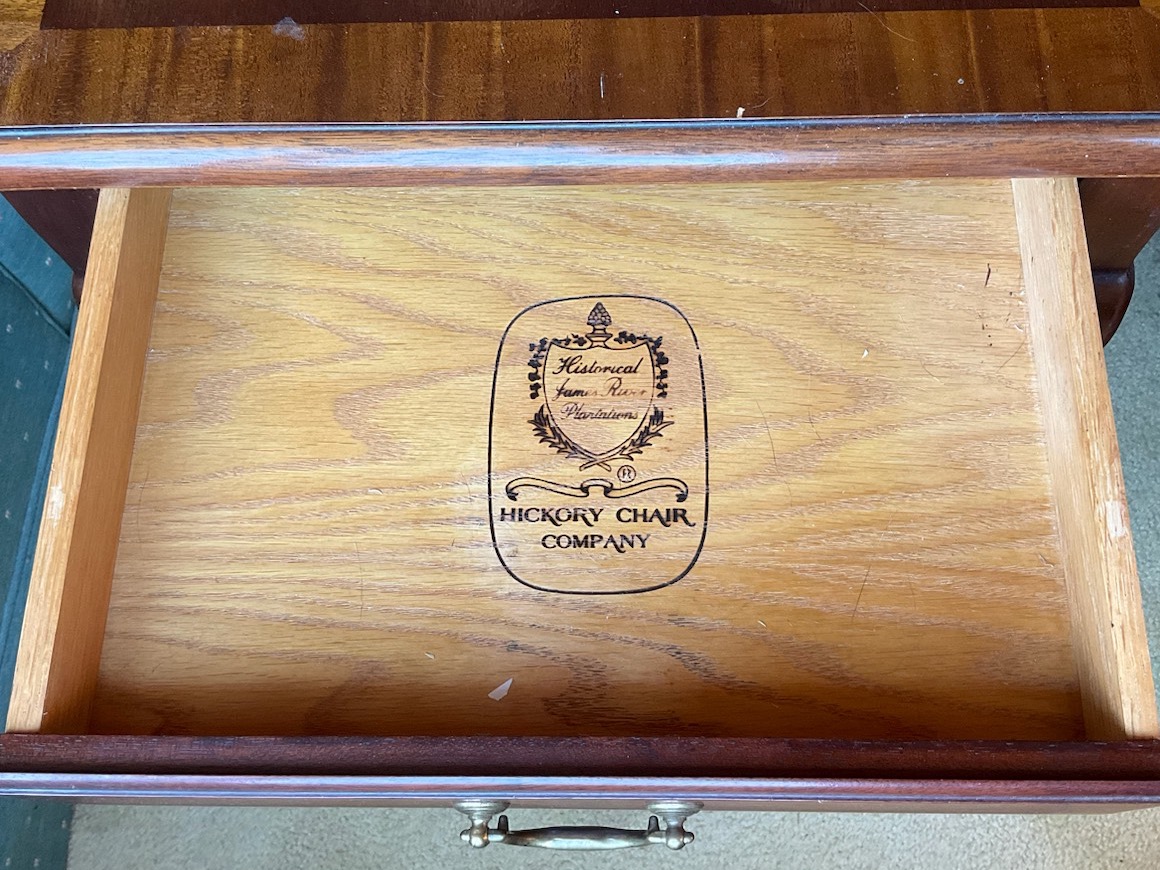 Historical
James River
Plantations
®
HICKORY CHAIR
COMPANY